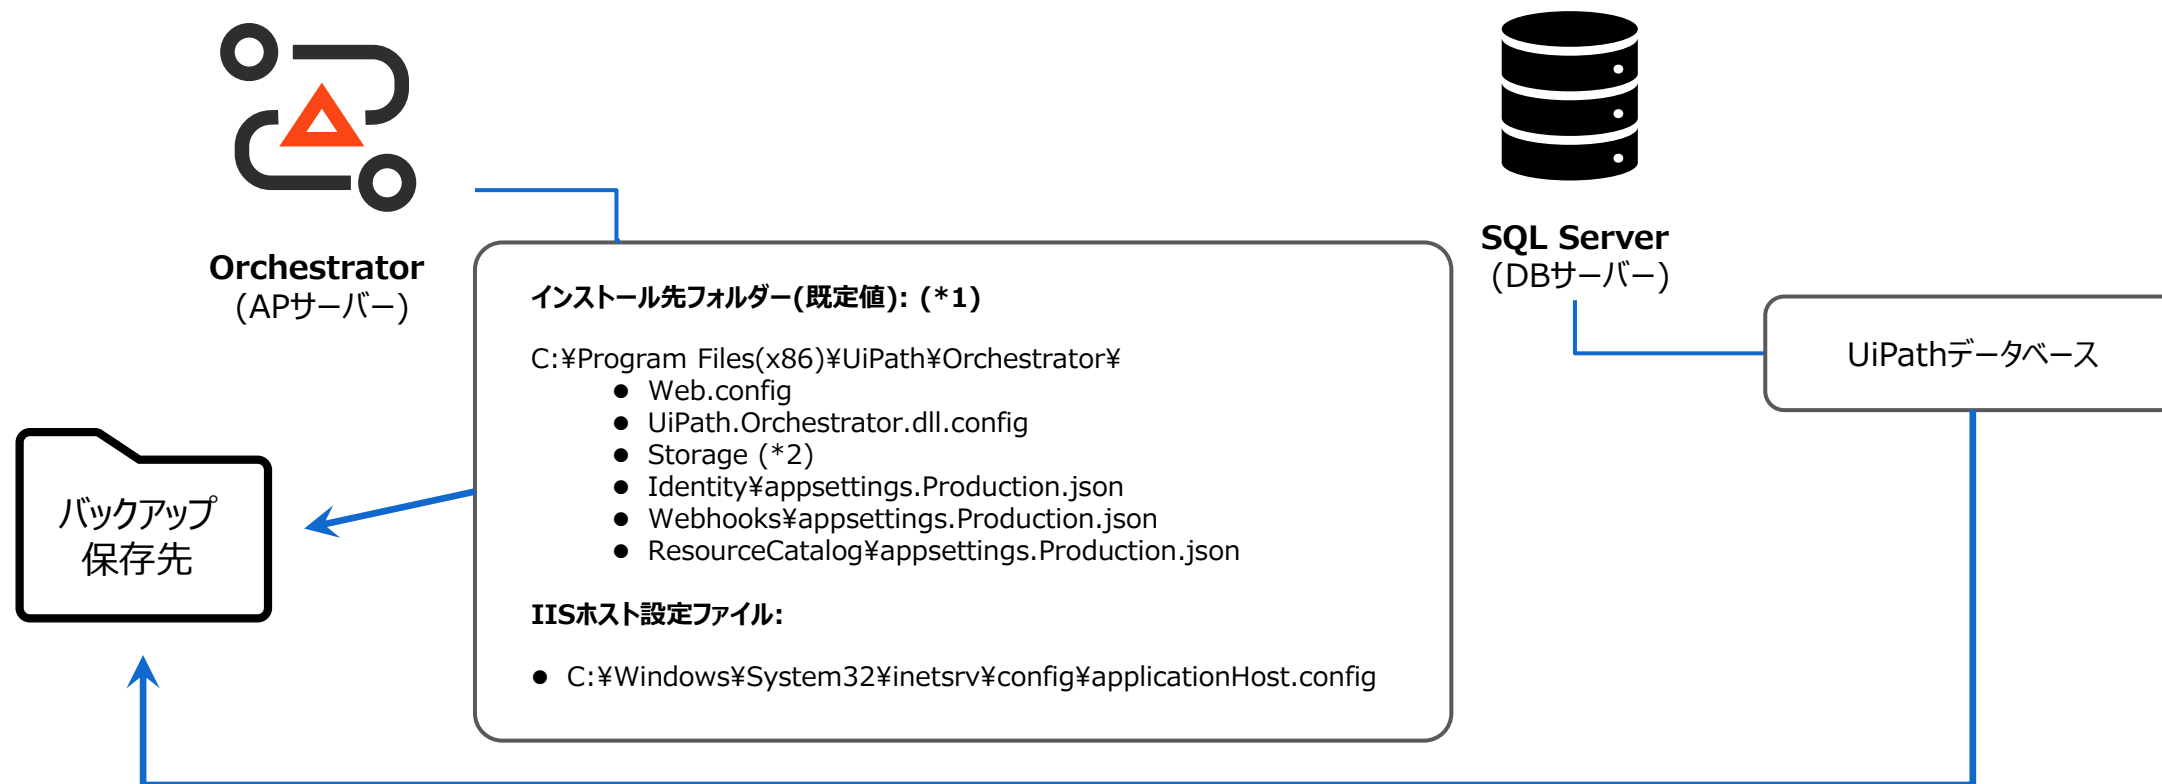 Orchestrator
(APサーバー)
SQL Server
(DBサーバー)
インストール先フォルダー(既定値): (*1)
C:¥Program Files(x86)¥UiPath¥Orchestrator¥
● Web.config
● UiPath.Orchestrator.dll.config
● Storage (*2)
● Identity¥appsettings.Production.json
● Webhooks¥appsettings.Production.json
● ResourceCatalog¥appsettings.Production.json
IISホスト設定ファイル:
● C:¥Windows¥System32¥inetsrv¥config¥applicationHost.config
UiPathデータベース
バックアップ
保存先